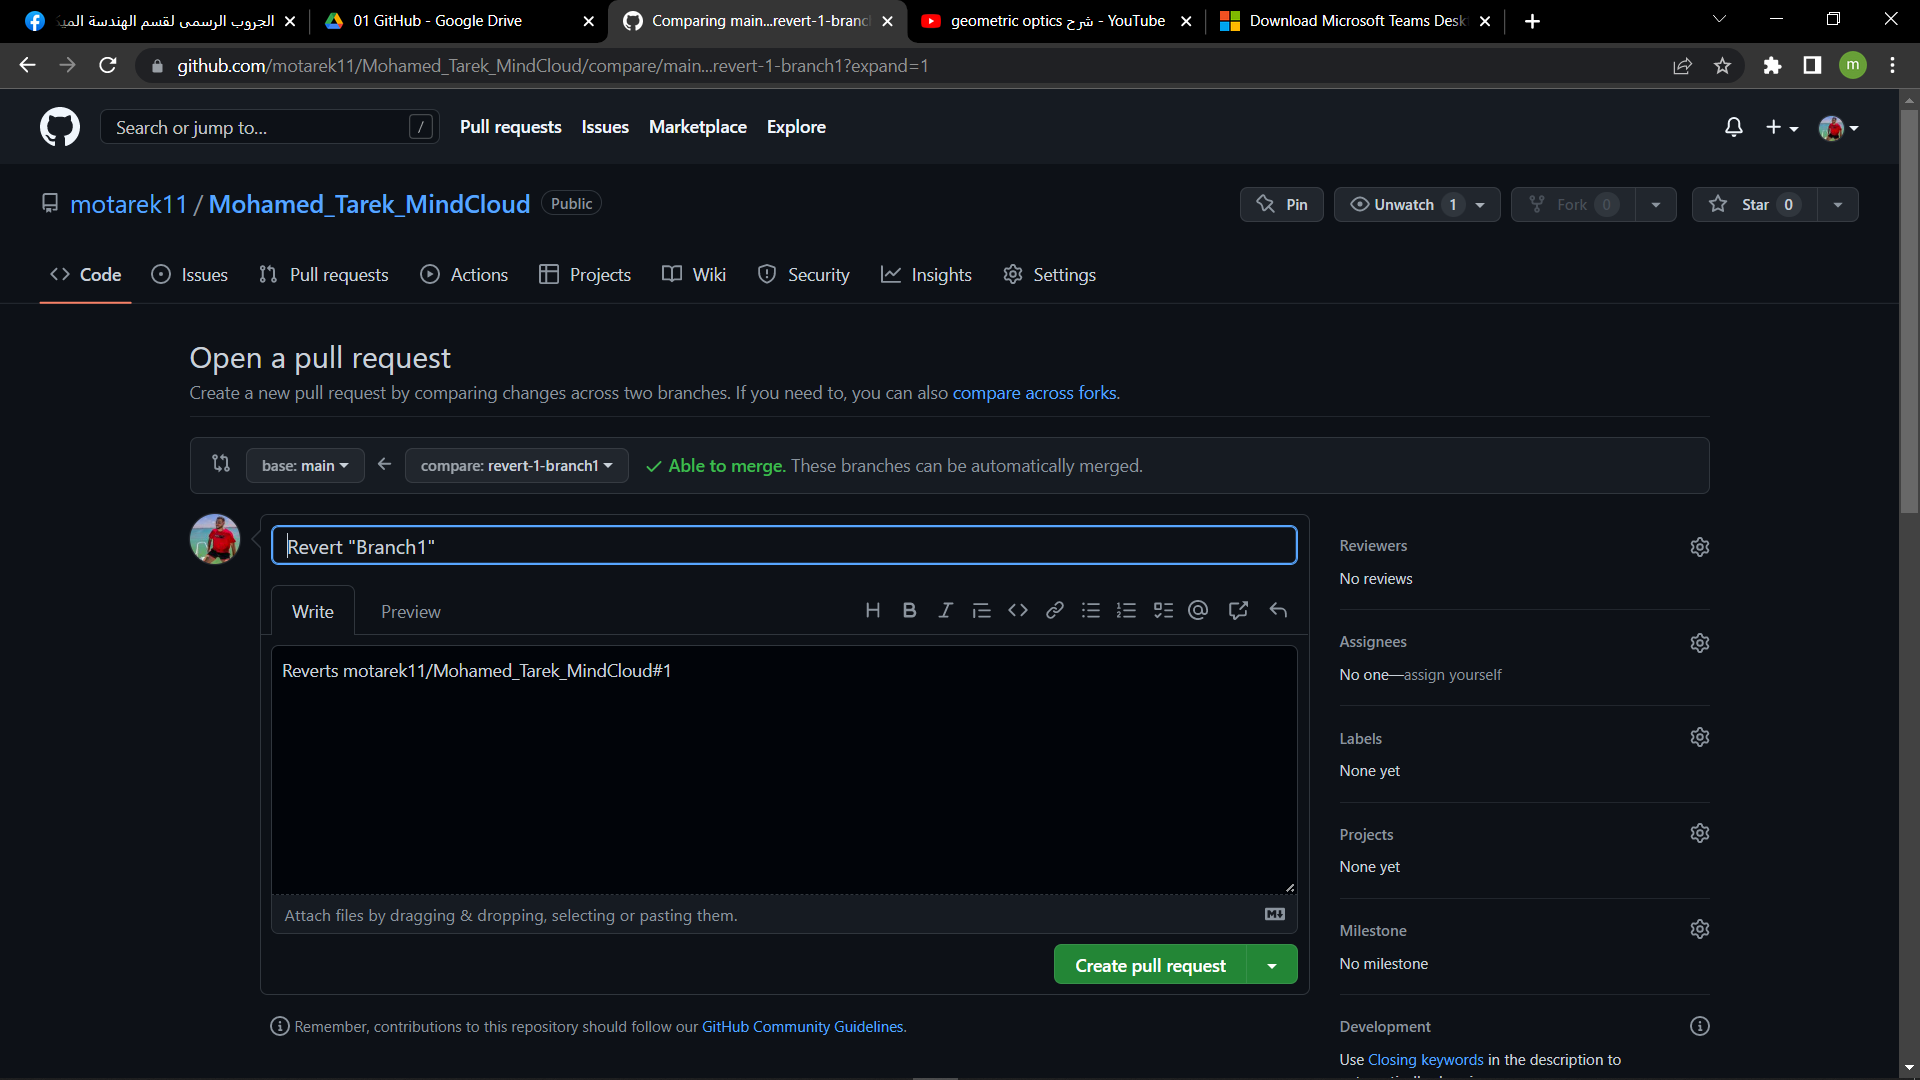 الجروب الرسمى لقسم الهندسة الميك
01 GitHub - Google Drive
Comparing main...revert-1-branc
geometric optics شرح - YouTube
Download Microsoft Teams Desk
github.com/motarek11/Mohamed_Tarek_MindCloud/compare/main...revert-1-branch1?expand=1
m
Search or jump to... /
Pull requests Issues Marketplace Explore
motarek11 / Mohamed_Tarek_MindCloud Public
Pin Unwatch 1 Fork 0 Star 0
Code Issues Pull requests Actions Projects Wiki Security Insights Settings
Open a pull request
Create a new pull request by comparing changes across two branches. If you need to, you can also compare across forks.
base: main compare: revert-1-branch1 Able to merge. These branches can be automatically merged.
Revert "Branch1"
Write Preview
Reverts motarek11/Mohamed_Tarek_MindCloud#1
Attach files by dragging & dropping, selecting or pasting them.
Create pull request
Remember, contributions to this repository should follow our GitHub Community Guidelines.
Reviewers
No reviews
Assignees
No one—assign yourself
Labels
None yet
Projects
None yet
Milestone
No milestone
Development
Use Closing keywords in the description to